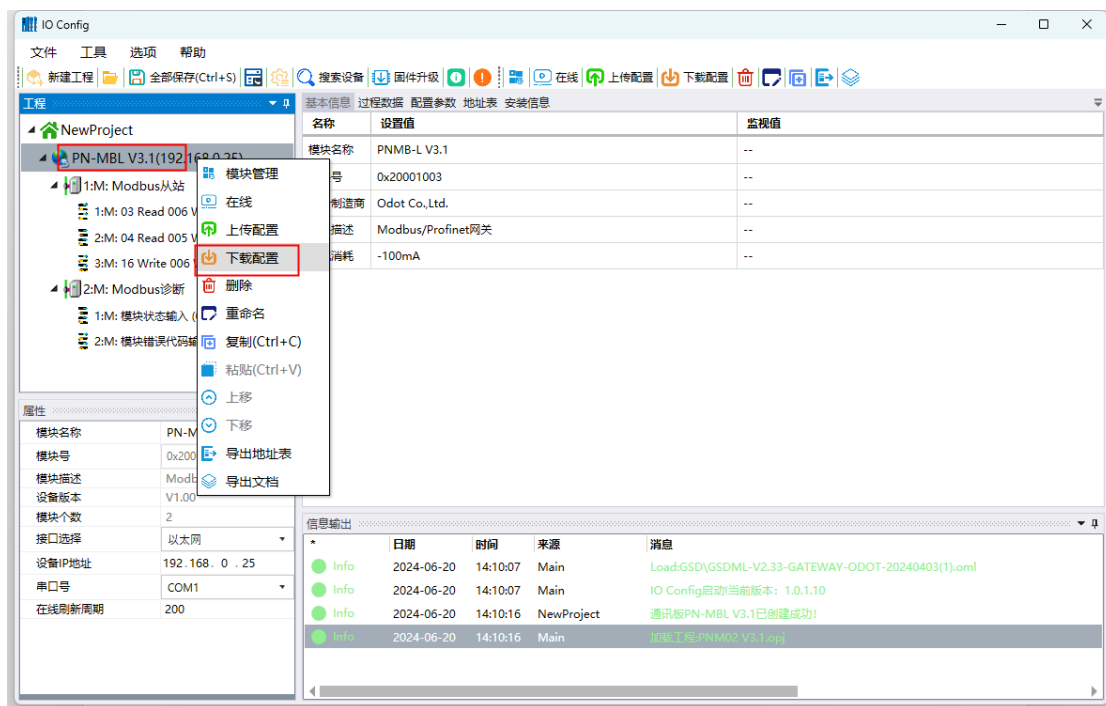 IO Config
文件 工具 选项 帮助
新建工程 全部保存(Ctrl+S) 搜索设备 固件升级 在线 上传配置 下载配置
工程
NewProject
PN-MBL V3.1(192.168.0.25)
1:M: Modbus从站
1:M: 03 Read 006 W
2:M: 04 Read 005 W
3:M: 16 Write 006
2:M: Modbus诊断
1:M: 模块状态输入 (
2:M: 模块错误代码输
模块管理
在线
上传配置
下载配置
删除
重命名
复制(Ctrl+C)
粘贴(Ctrl+V)
上移
下移
导出地址表
导出文档
基本信息 过程数据 配置参数 地址表 安装信息
名称 设置值 监视值
模块名称 PNMB-L V3.1 --
号 0x20001003 --
制造商 Odot Co.,Ltd. --
描述 Modbus/Profinet网关 --
消耗 -100mA --
属性
模块名称 PN-M
模块号 0x200
模块描述 Modb
设备版本 V1.00
模块个数 2
接口选择 以太网
设备IP地址 192.168. 0 .25
串口号 COM1
在线刷新周期 200
信息输出
* 日期 时间 来源 消息
Info 2024-06-20 14:10:07 Main Load:GSD\GSDML-V2.33-GATEWAY-ODOT-20240403(1).oml
Info 2024-06-20 14:10:07 Main IO Config启动!当前版本：1.0.1.10
Info 2024-06-20 14:10:16 NewProject 通讯板PN-MBL V3.1已创建成功!
Info 2024-06-20 14:10:16 Main 加载工程:PNM02 V3.1.opj